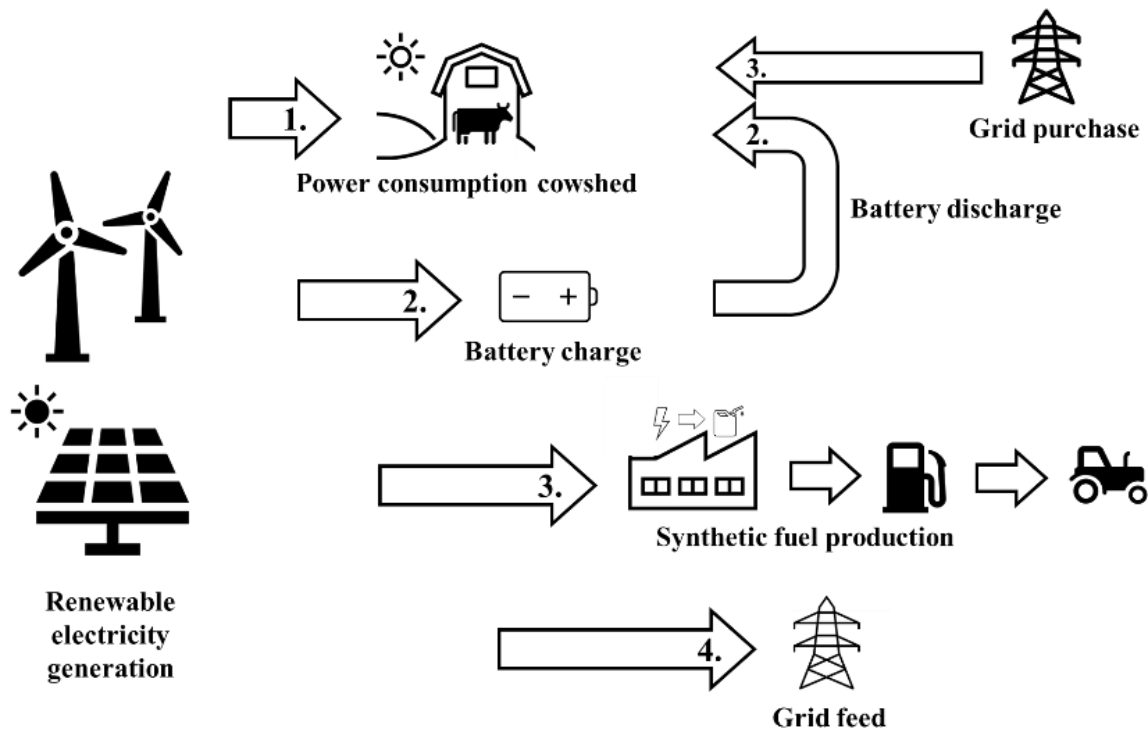 3.
Grid purchase
1.
2.
Power consumption cowshed
Battery discharge
2.
− +
Battery charge
3.
Synthetic fuel production
Renewable
electricity
generation
4.
Grid feed